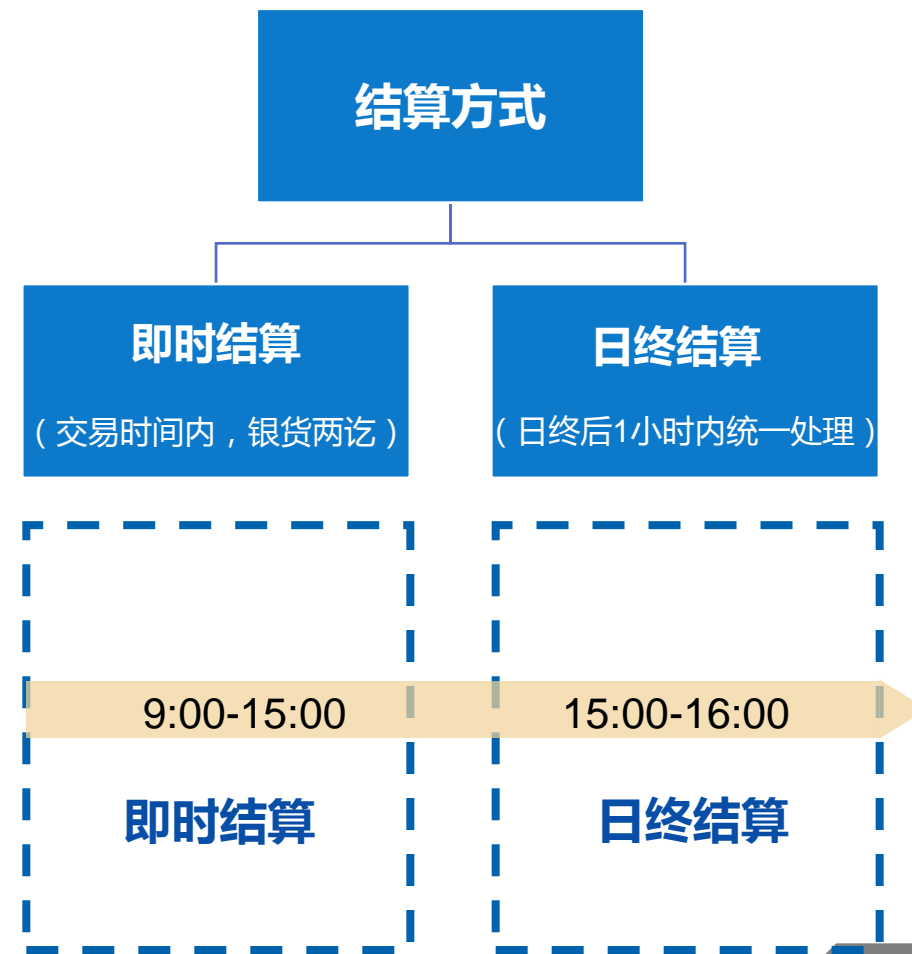 结算方式
即时结算
（交易时间内，银货两讫）
日终结算
（日终后1小时内统一处理）
9:00-15:00
15:00-16:00
即时结算
日终结算